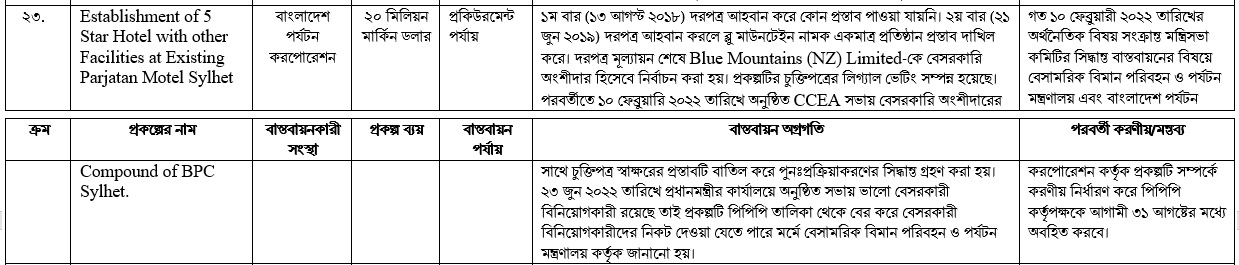 ২৩.
Establishment of 5
Star Hotel with other
Facilities at Existing
Parjatan Motel Sylhet
বাংলাদেশ
পর্যটন
করপোরেশন
২০ মিলিয়ন
মার্কিন ডলার
প্রকিউরমেন্ট
পর্যায়
১ম বার (১৩ আগস্ট ২০১৮) দরপত্র আহবান করে কোন প্রস্তাব পাওয়া যায়নি। ২য় বার (২১
জুন ২০১৯) দরপত্র আহবান করলে ব্লু মাউনটেইন নামক একমাত্র প্রতিষ্ঠান প্রস্তাব দাখিল
করে। দরপত্র মূল্যায়ন শেষে Blue Mountains (NZ) Limited-কে বেসরকারি
অংশীদার হিসেবে নির্বাচন করা হয়। প্রকল্পটির চুক্তিপত্রের লিগ্যাল ভেটিং সম্পন্ন হয়েছে।
পরবর্তীতে ১০ ফেব্রুয়ারি ২০২২ তারিখে অনুষ্ঠিত CCEA সভায় বেসরকারি অংশীদারের
গত ১০ ফেব্রুয়ারী ২০২২ তারিখের
অর্থনৈতিক বিষয় সংক্রান্ত মন্ত্রিসভা
কমিটির সিদ্ধান্ত বাস্তবায়নের বিষয়ে
বেসামরিক বিমান পরিবহন ও পর্যটন
মন্ত্রণালয় এবং বাংলাদেশ পর্যটন
ক্রম
প্রকল্পের নাম
বাস্তবায়নকারী
সংস্থা
প্রকল্প ব্যয়
বাস্তবায়ন
পর্যায়
বাস্তবায়ন অগ্রগতি
পরবর্তী করণীয়/মন্তব্য
Compound of BPC
Sylhet.
সাথে চুক্তিপত্র স্বাক্ষরের প্রস্তাবটি বাতিল করে পুনঃপ্রক্রিয়াকরণের সিদ্ধান্ত গ্রহণ করা হয়।
২৩ জুন ২০২২ তারিখে প্রধানমন্ত্রীর কার্যালয়ে অনুষ্ঠিত সভায় ভালো বেসরকারী
বিনিয়োগকারী রয়েছে তাই প্রকল্পটি পিপিপি তালিকা থেকে বের করে বেসরকারী
বিনিয়োগকারীদের নিকট দেওয়া যেতে পারে মর্মে বেসামরিক বিমান পরিবহন ও পর্যটন
মন্ত্রণালয় কর্তৃক জানানো হয়।
করপোরেশন কর্তৃক প্রকল্পটি সম্পর্কে
করণীয় নির্ধারণ করে পিপিপি
কর্তৃপক্ষকে আগামী ৩১ আগষ্টের মধ্যে
অবহিত করবে।